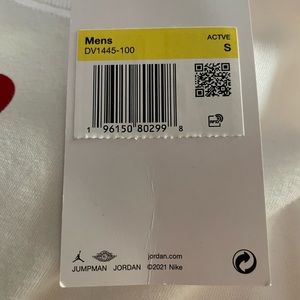 Mens
ACTVE
DV1445-100
S
1 96150 80299 8
jordan.com
JUMPMAN JORDAN ©2021 Nike